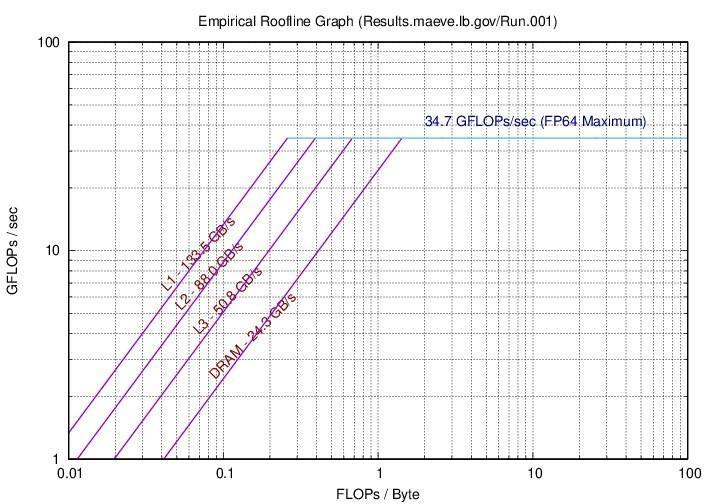 Empirical Roofline Graph (Results.maeve.lb.gov/Run.001)
100
34.7 GFLOPs/sec (FP64 Maximum)
GFLOPs / sec
10
L1 - 133.5 GB/s
L2 - 88.0 GB/s
L3 - 50.8 GB/s
DRAM - 24.3 GB/s
1
0.01 0.1 1 10 100
FLOPs / Byte